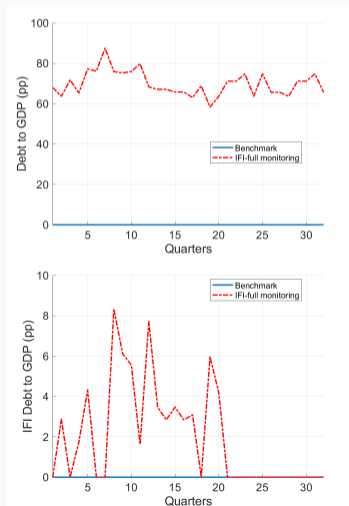 100
80
60
40
20
0
Debt to GDP (pp)
Benchmark
IFI-full monitoring
5 10 15 20 25 30
Quarters
10
8
6
4
2
0
IFI Debt to GDP (pp)
Benchmark
IFI-full monitoring
5 10 15 20 25 30
Quarters